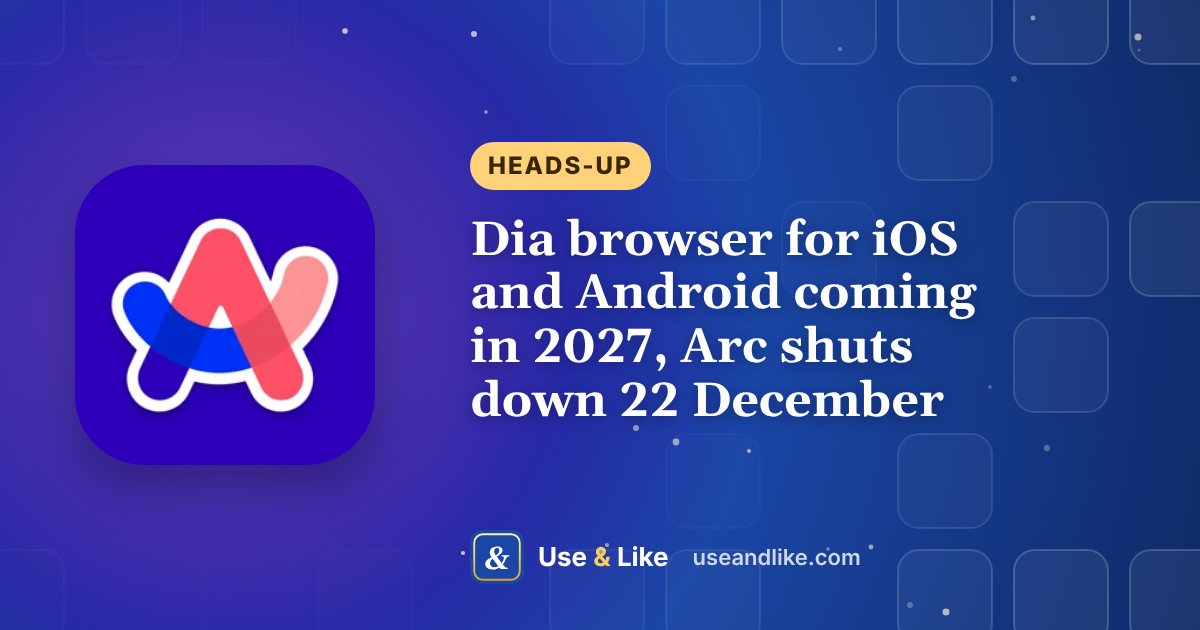 HEADS-UP
Dia browser for iOS
and Android coming
in 2027, Arc shuts
down 22 December
& Use & Like useandlike.com